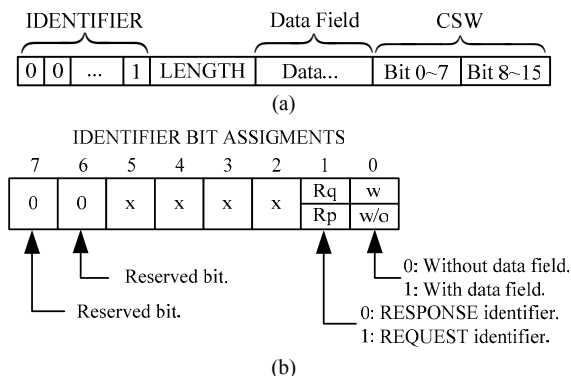 IDENTIFIER Data Field CSW
0 0 ... 1 LENGTH Data... Bit 0~7 Bit 8~15
(a)
IDENTIFIER BIT ASSIGMENTS
7 6 5 4 3 2 1 0
0 0 x x x x Rq w
Rp w/o
Reserved bit.
Reserved bit.
0: Without data field.
1: With data field.
0: RESPONSE identifier.
1: REQUEST identifier.
(b)